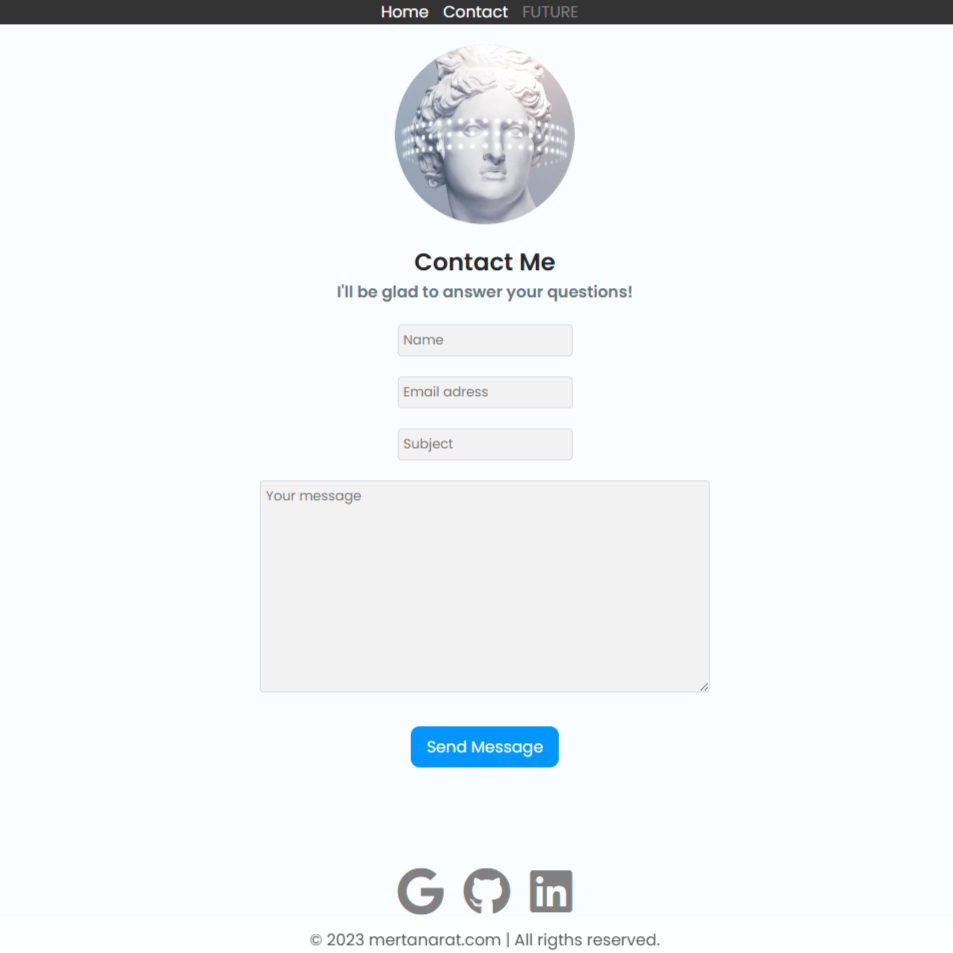 Home Contact FUTURE
Contact Me
I'll be glad to answer your questions!
Name
Email adress
Subject
Your message
Send Message
© 2023 mertanarat.com | All rigths reserved.